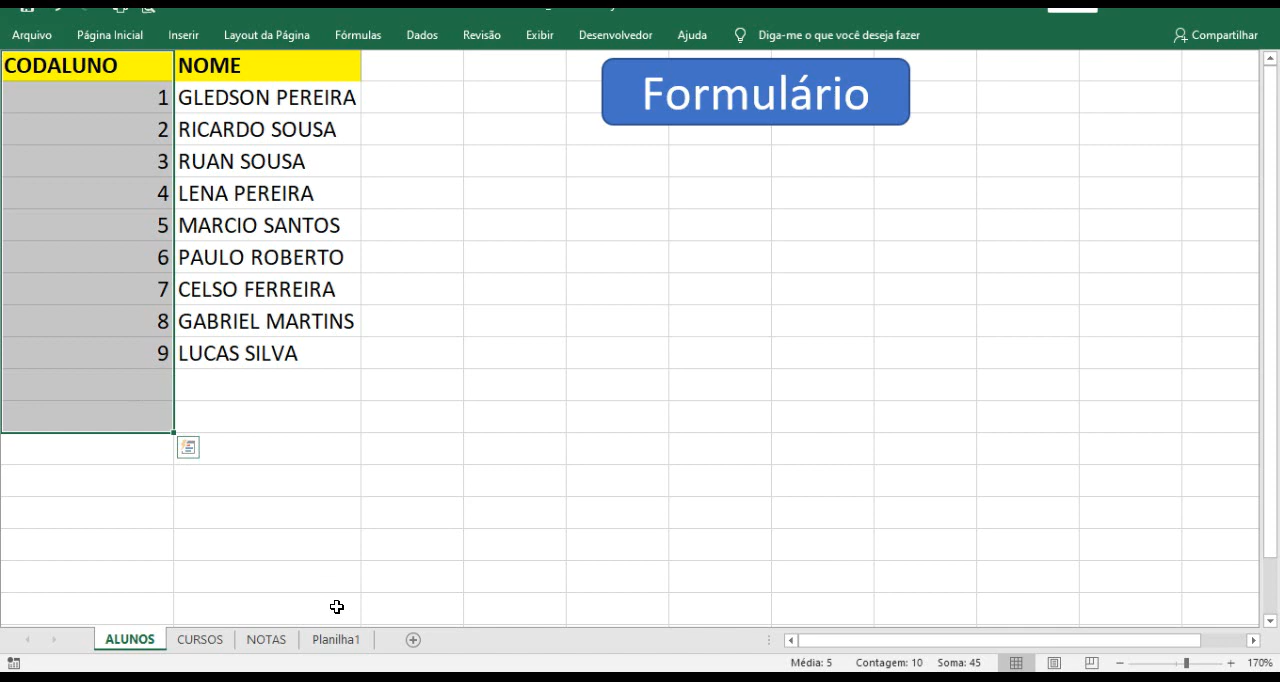 Arquivo Página Inicial Inserir Layout da Página Fórmulas Dados Revisão Exibir Desenvolvedor Ajuda Diga-me o que você deseja fazer Compartilhar
CODALUNO NOME
Formulário
1 GLEDSON PEREIRA
2 RICARDO SOUSA
3 RUAN SOUSA
4 LENA PEREIRA
5 MARCIO SANTOS
6 PAULO ROBERTO
7 CELSO FERREIRA
8 GABRIEL MARTINS
9 LUCAS SILVA
ALUNOS CURSOS NOTAS Planilha1
Média: 5 Contagem: 10 Soma: 45 170%